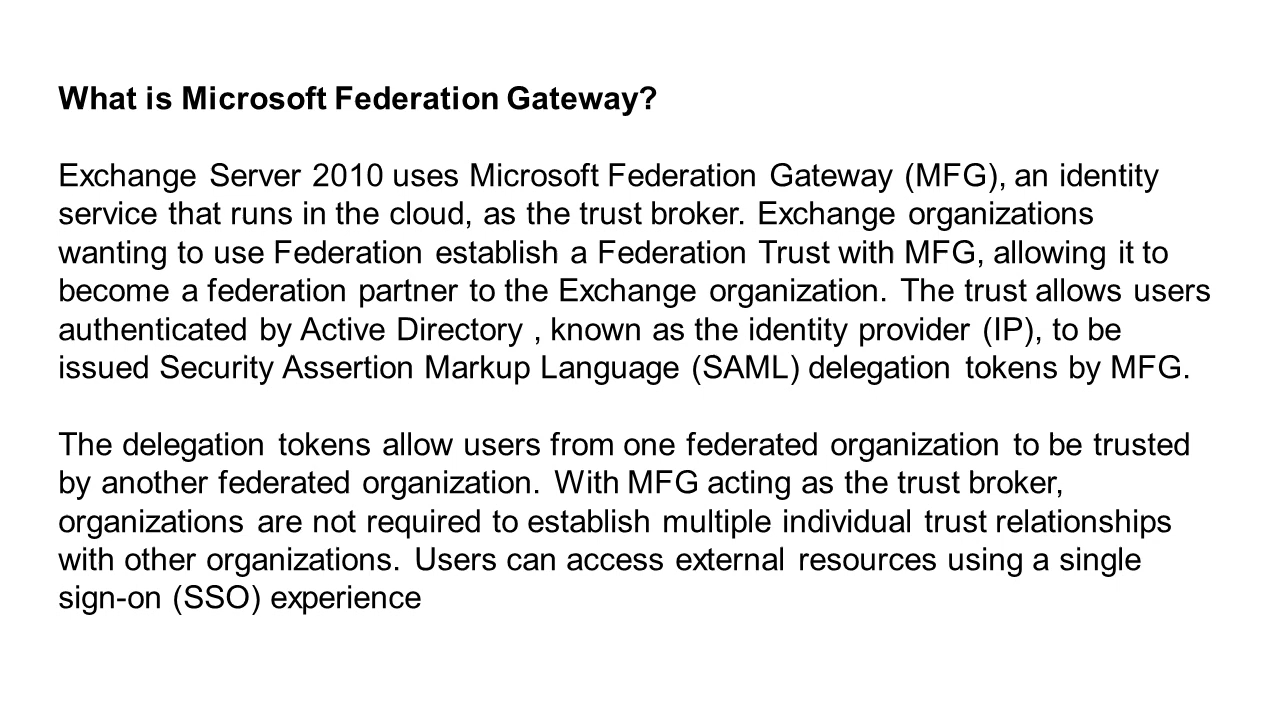 What is Microsoft Federation Gateway?
Exchange Server 2010 uses Microsoft Federation Gateway (MFG), an identity
service that runs in the cloud, as the trust broker. Exchange organizations
wanting to use Federation establish a Federation Trust with MFG, allowing it to
become a federation partner to the Exchange organization. The trust allows users
authenticated by Active Directory , known as the identity provider (IP), to be
issued Security Assertion Markup Language (SAML) delegation tokens by MFG.
The delegation tokens allow users from one federated organization to be trusted
by another federated organization. With MFG acting as the trust broker,
organizations are not required to establish multiple individual trust relationships
with other organizations. Users can access external resources using a single
sign-on (SSO) experience